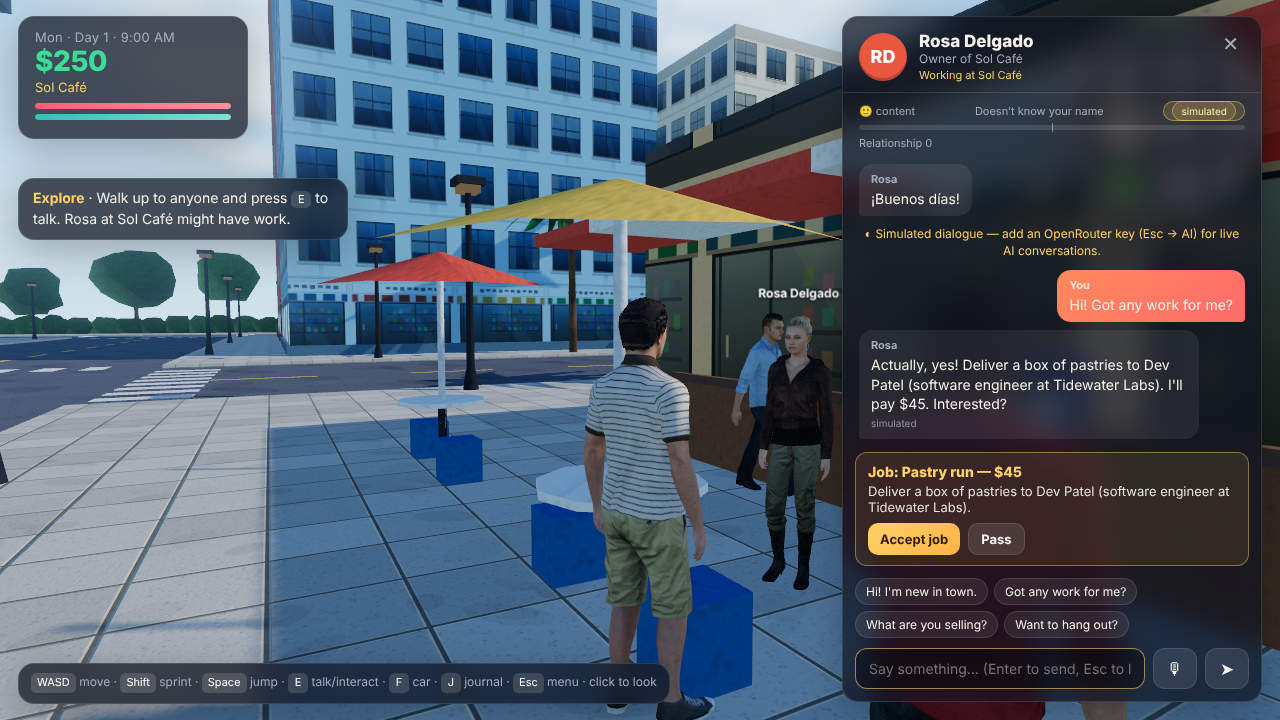 Mon · Day 1 · 9:00 AM
$250
Sol Café
Explore · Walk up to anyone and press E to
talk. Rosa at Sol Café might have work.
Rosa Delgado
WASD move · Shift sprint · Space jump · E talk/interact · F car · J journal · Esc menu · click to look
RD
Rosa Delgado
Owner of Sol Café
Working at Sol Café
✕
🙂 content
Doesn't know your name
simulated
Relationship 0
Rosa
¡Buenos días!
Simulated dialogue — add an OpenRouter key (Esc → AI) for live
AI conversations.
You
Hi! Got any work for me?
Rosa
Actually, yes! Deliver a box of pastries to Dev
Patel (software engineer at Tidewater Labs). I'll
pay $45. Interested?
simulated
Job: Pastry run — $45
Deliver a box of pastries to Dev Patel (software engineer at
Tidewater Labs).
Accept job
Pass
Hi! I'm new in town.
Got any work for me?
What are you selling?
Want to hang out?
Say something... (Enter to send, Esc to l